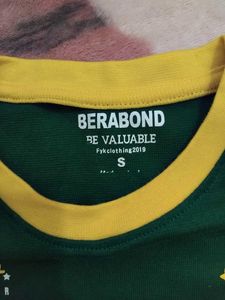 BERABOND
BE VALUABLE
Fykclothing2019
S
R